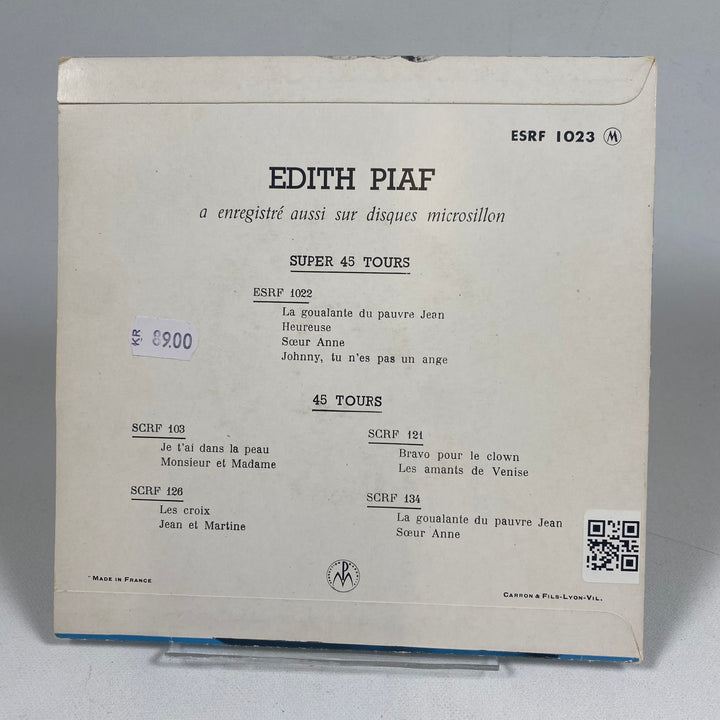 ESRF 1023 M
EDITH PIAF
a enregistré aussi sur disques microsillon
SUPER 45 TOURS
ESRF 1022
La goualante du pauvre Jean
Heureuse
Sœur Anne
Johnny, tu n'es pas un ange
KR 89.00
45 TOURS
SCRF 103
Je t'ai dans la peau
Monsieur et Madame
SCRF 121
Bravo pour le clown
Les amants de Venise
SCRF 126
Les croix
Jean et Martine
SCRF 134
La goualante du pauvre Jean
Sœur Anne
MADE IN FRANCE
CARRON & FILS-LYON-VIL.